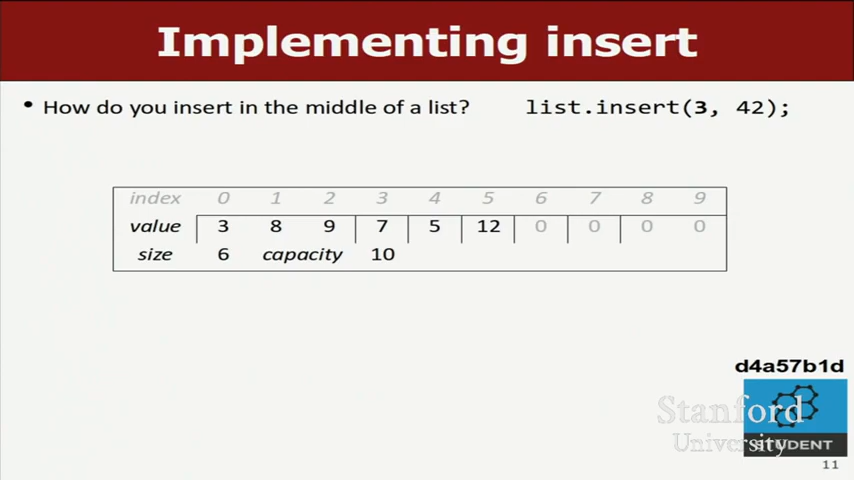 Implementing insert
• How do you insert in the middle of a list? list.insert(3, 42);
index 0 1 2 3 4 5 6 7 8 9
value 3 8 9 7 5 12 0 0 0 0
size 6 capacity 10
d4a57b1d
Stanford
University
STUDENT
11